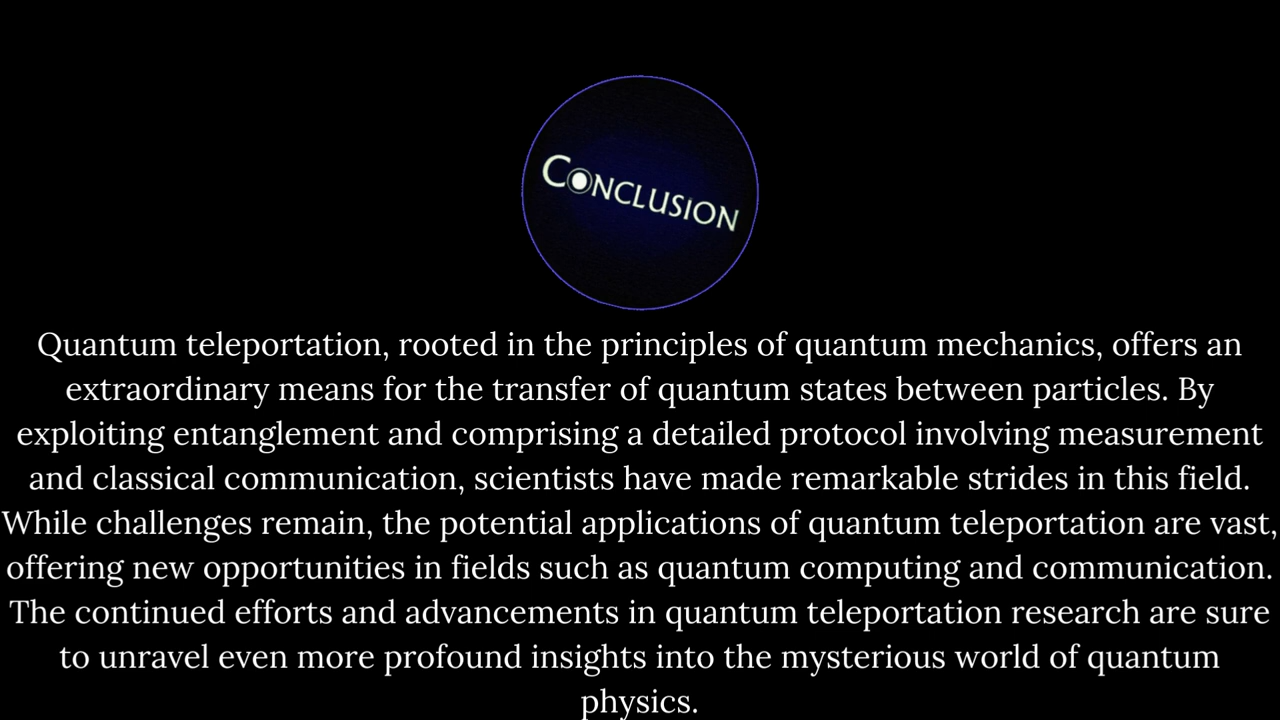 CONCLUSION
Quantum teleportation, rooted in the principles of quantum mechanics, offers an
extraordinary means for the transfer of quantum states between particles. By
exploiting entanglement and comprising a detailed protocol involving measurement
and classical communication, scientists have made remarkable strides in this field.
While challenges remain, the potential applications of quantum teleportation are vast,
offering new opportunities in fields such as quantum computing and communication.
The continued efforts and advancements in quantum teleportation research are sure
to unravel even more profound insights into the mysterious world of quantum
physics.